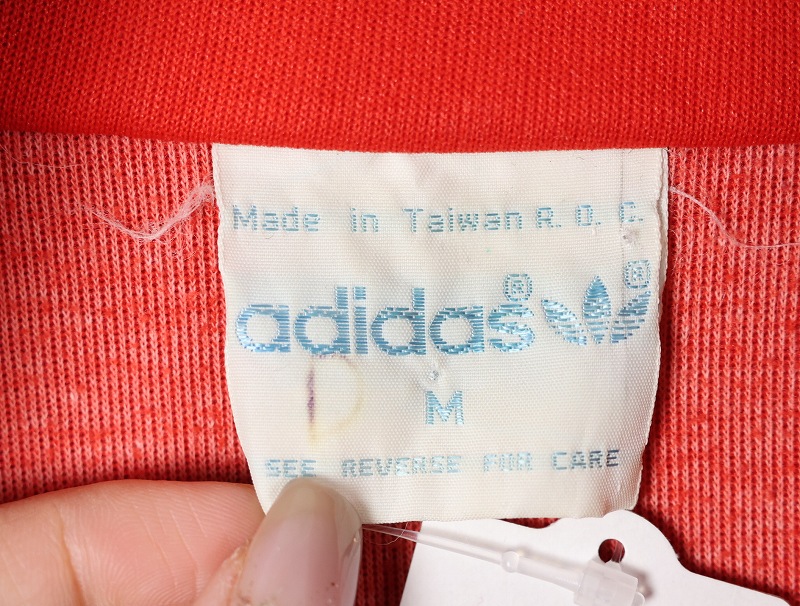 Made in Taiwan R.O.C.
adidas® ®
M
SEE REVERSE FOR CARE